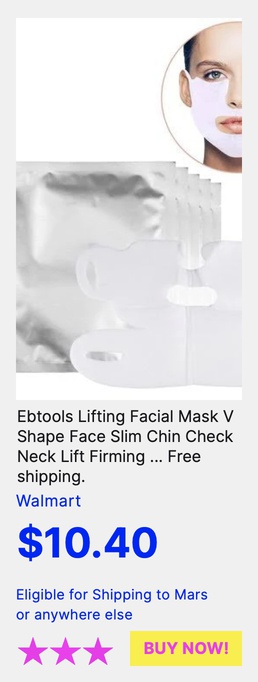 Ebtools Lifting Facial Mask V
Shape Face Slim Chin Check
Neck Lift Firming ... Free
shipping.
Walmart
$10.40
Eligible for Shipping to Mars
or anywhere else
BUY NOW!